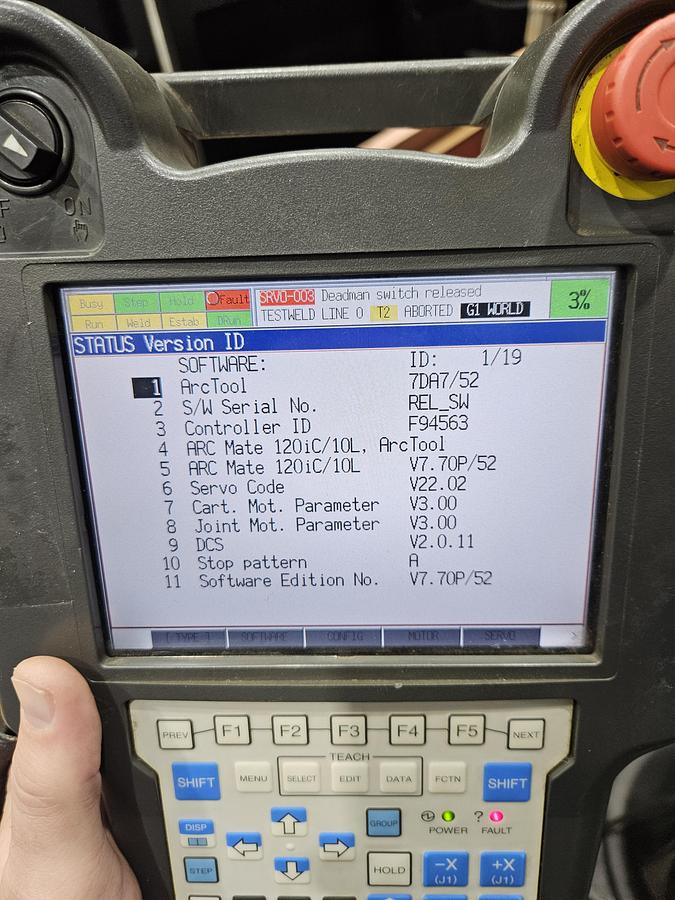 ON
Busy Step Hold Fault
SRVO-003 Deadman switch released
Run Weld Estab DRun
TESTWELD LINE 0 T2 ABORTED G1 WORLD
3%
STATUS Version ID
SOFTWARE: ID: 1/19
1 ArcTool 7DA7/52
2 S/W Serial No. REL_SW
3 Controller ID F94563
4 ARC Mate 120iC/10L, ArcTool
5 ARC Mate 120iC/10L V7.70P/52
6 Servo Code V22.02
7 Cart. Mot. Parameter V3.00
8 Joint Mot. Parameter V3.00
9 DCS V2.0.11
10 Stop pattern A
11 Software Edition No. V7.70P/52
[ TYPE ] SOFTWARE CONFIG MOTOR SERVO >
PREV F1 F2 F3 F4 F5 NEXT
TEACH
SHIFT MENU SELECT EDIT DATA FCTN SHIFT
DISP GROUP POWER ? FAULT
STEP HOLD -X (J1) +X (J1)